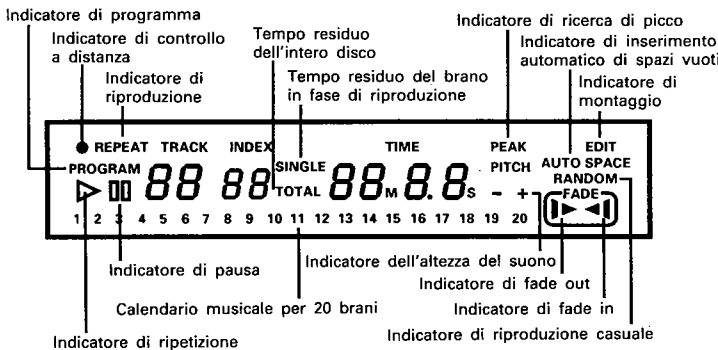 Indicatore di programma
Indicatore di controllo
a distanza
Indicatore di
riproduzione
Tempo residuo
dell'intero disco
Tempo residuo del brano
in fase di riproduzione
Indicatore di ricerca di picco
Indicatore di inserimento
automatico di spazi vuoti
Indicatore di
montaggio
REPEAT TRACK INDEX TIME PEAK EDIT
PROGRAM SINGLE PITCH AUTO SPACE
RANDOM
88 88 TOTAL 88M 8.8S - + FADE
1 2 3 4 5 6 7 8 9 10 11 12 13 14 15 16 17 18 19 20
Indicatore di pausa
Indicatore dell'altezza del suono
Indicatore di fade out
Calendario musicale per 20 brani
Indicatore di fade in
Indicatore di ripetizione
Indicatore di riproduzione casuale